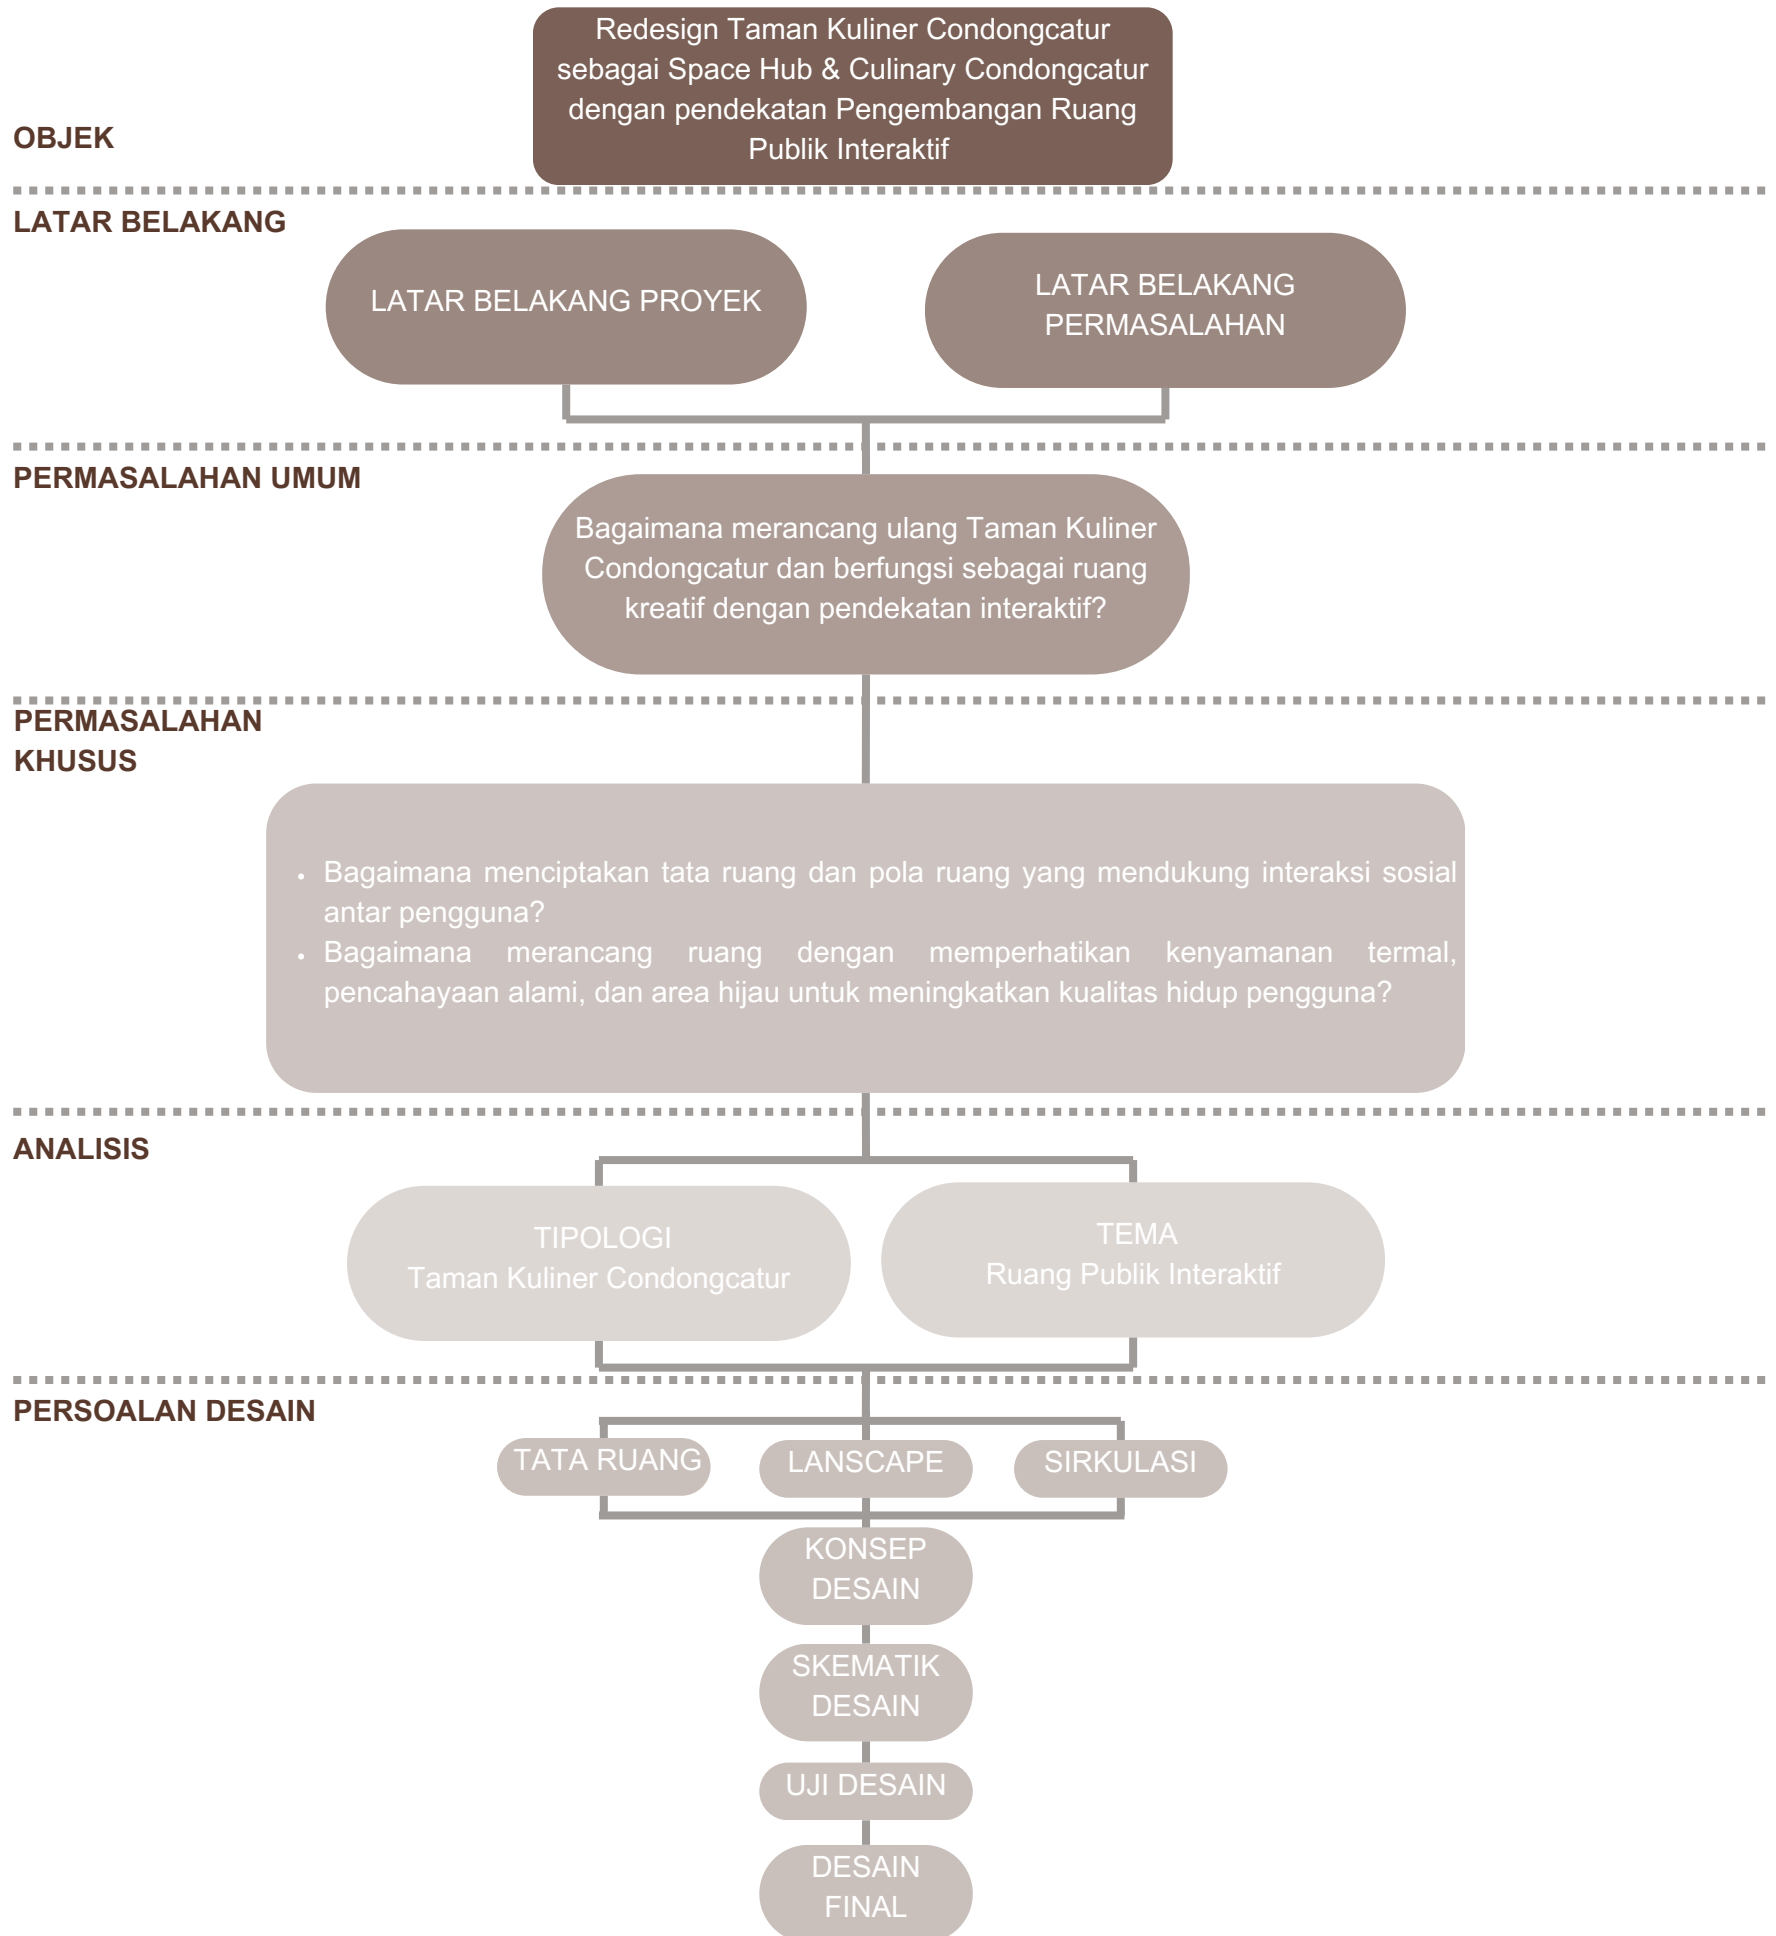 Redesign Taman Kuliner Condongcatur
sebagai Space Hub & Culinary Condongcatur
dengan pendekatan Pengembangan Ruang
Publik Interaktif
OBJEK
LATAR BELAKANG
LATAR BELAKANG PROYEK
LATAR BELAKANG
PERMASALAHAN
PERMASALAHAN UMUM
Bagaimana merancang ulang Taman Kuliner
Condongcatur dan berfungsi sebagai ruang
kreatif dengan pendekatan interaktif?
PERMASALAHAN
KHUSUS
• Bagaimana menciptakan tata ruang dan pola ruang yang mendukung interaksi sosial
antar pengguna?
• Bagaimana merancang ruang dengan memperhatikan kenyamanan termal,
pencahayaan alami, dan area hijau untuk meningkatkan kualitas hidup pengguna?
ANALISIS
TIPOLOGI
Taman Kuliner Condongcatur
TEMA
Ruang Publik Interaktif
PERSOALAN DESAIN
TATA RUANG
LANSCAPE
SIRKULASI
KONSEP
DESAIN
SKEMATIK
DESAIN
UJI DESAIN
DESAIN
FINAL